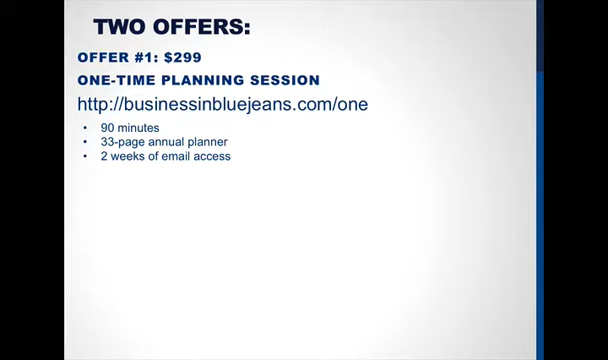 TWO OFFERS:
OFFER #1: $299
ONE-TIME PLANNING SESSION
http://businessinbluejeans.com/one
• 90 minutes
• 33-page annual planner
• 2 weeks of email access